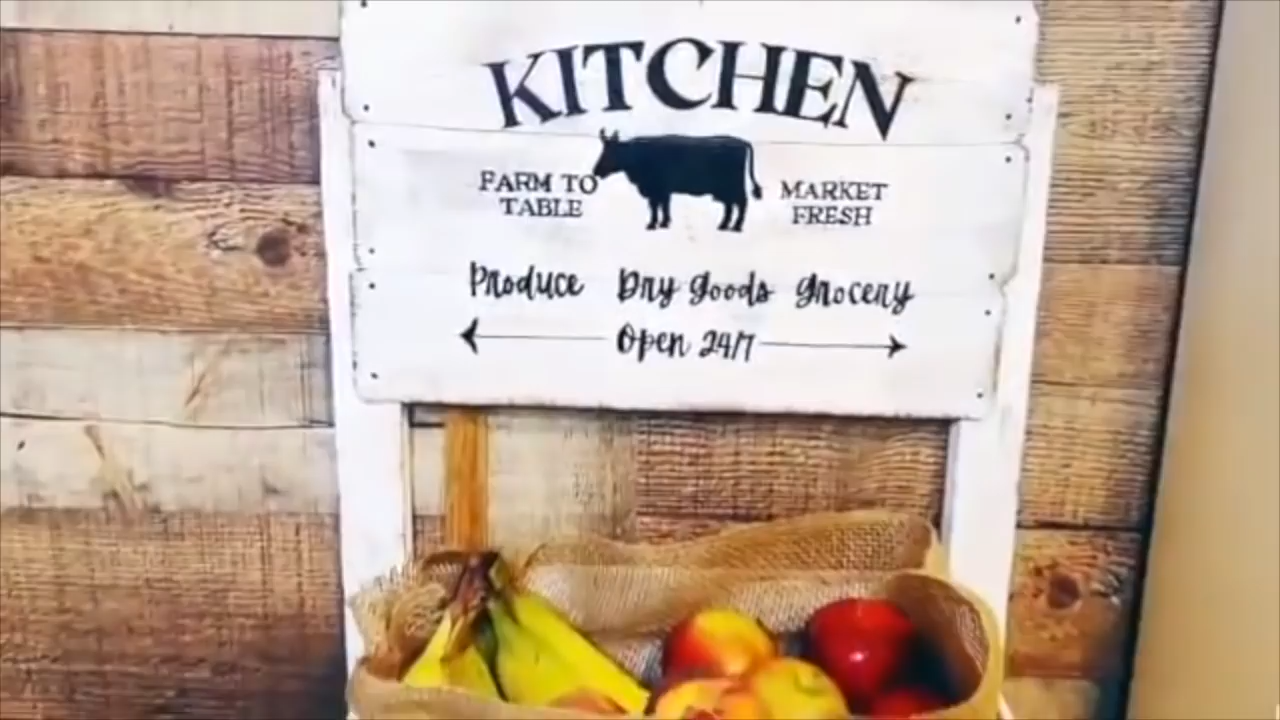 KITCHEN
FARM TO
TABLE
MARKET
FRESH
Produce Dry goods grocery
Open 24/7